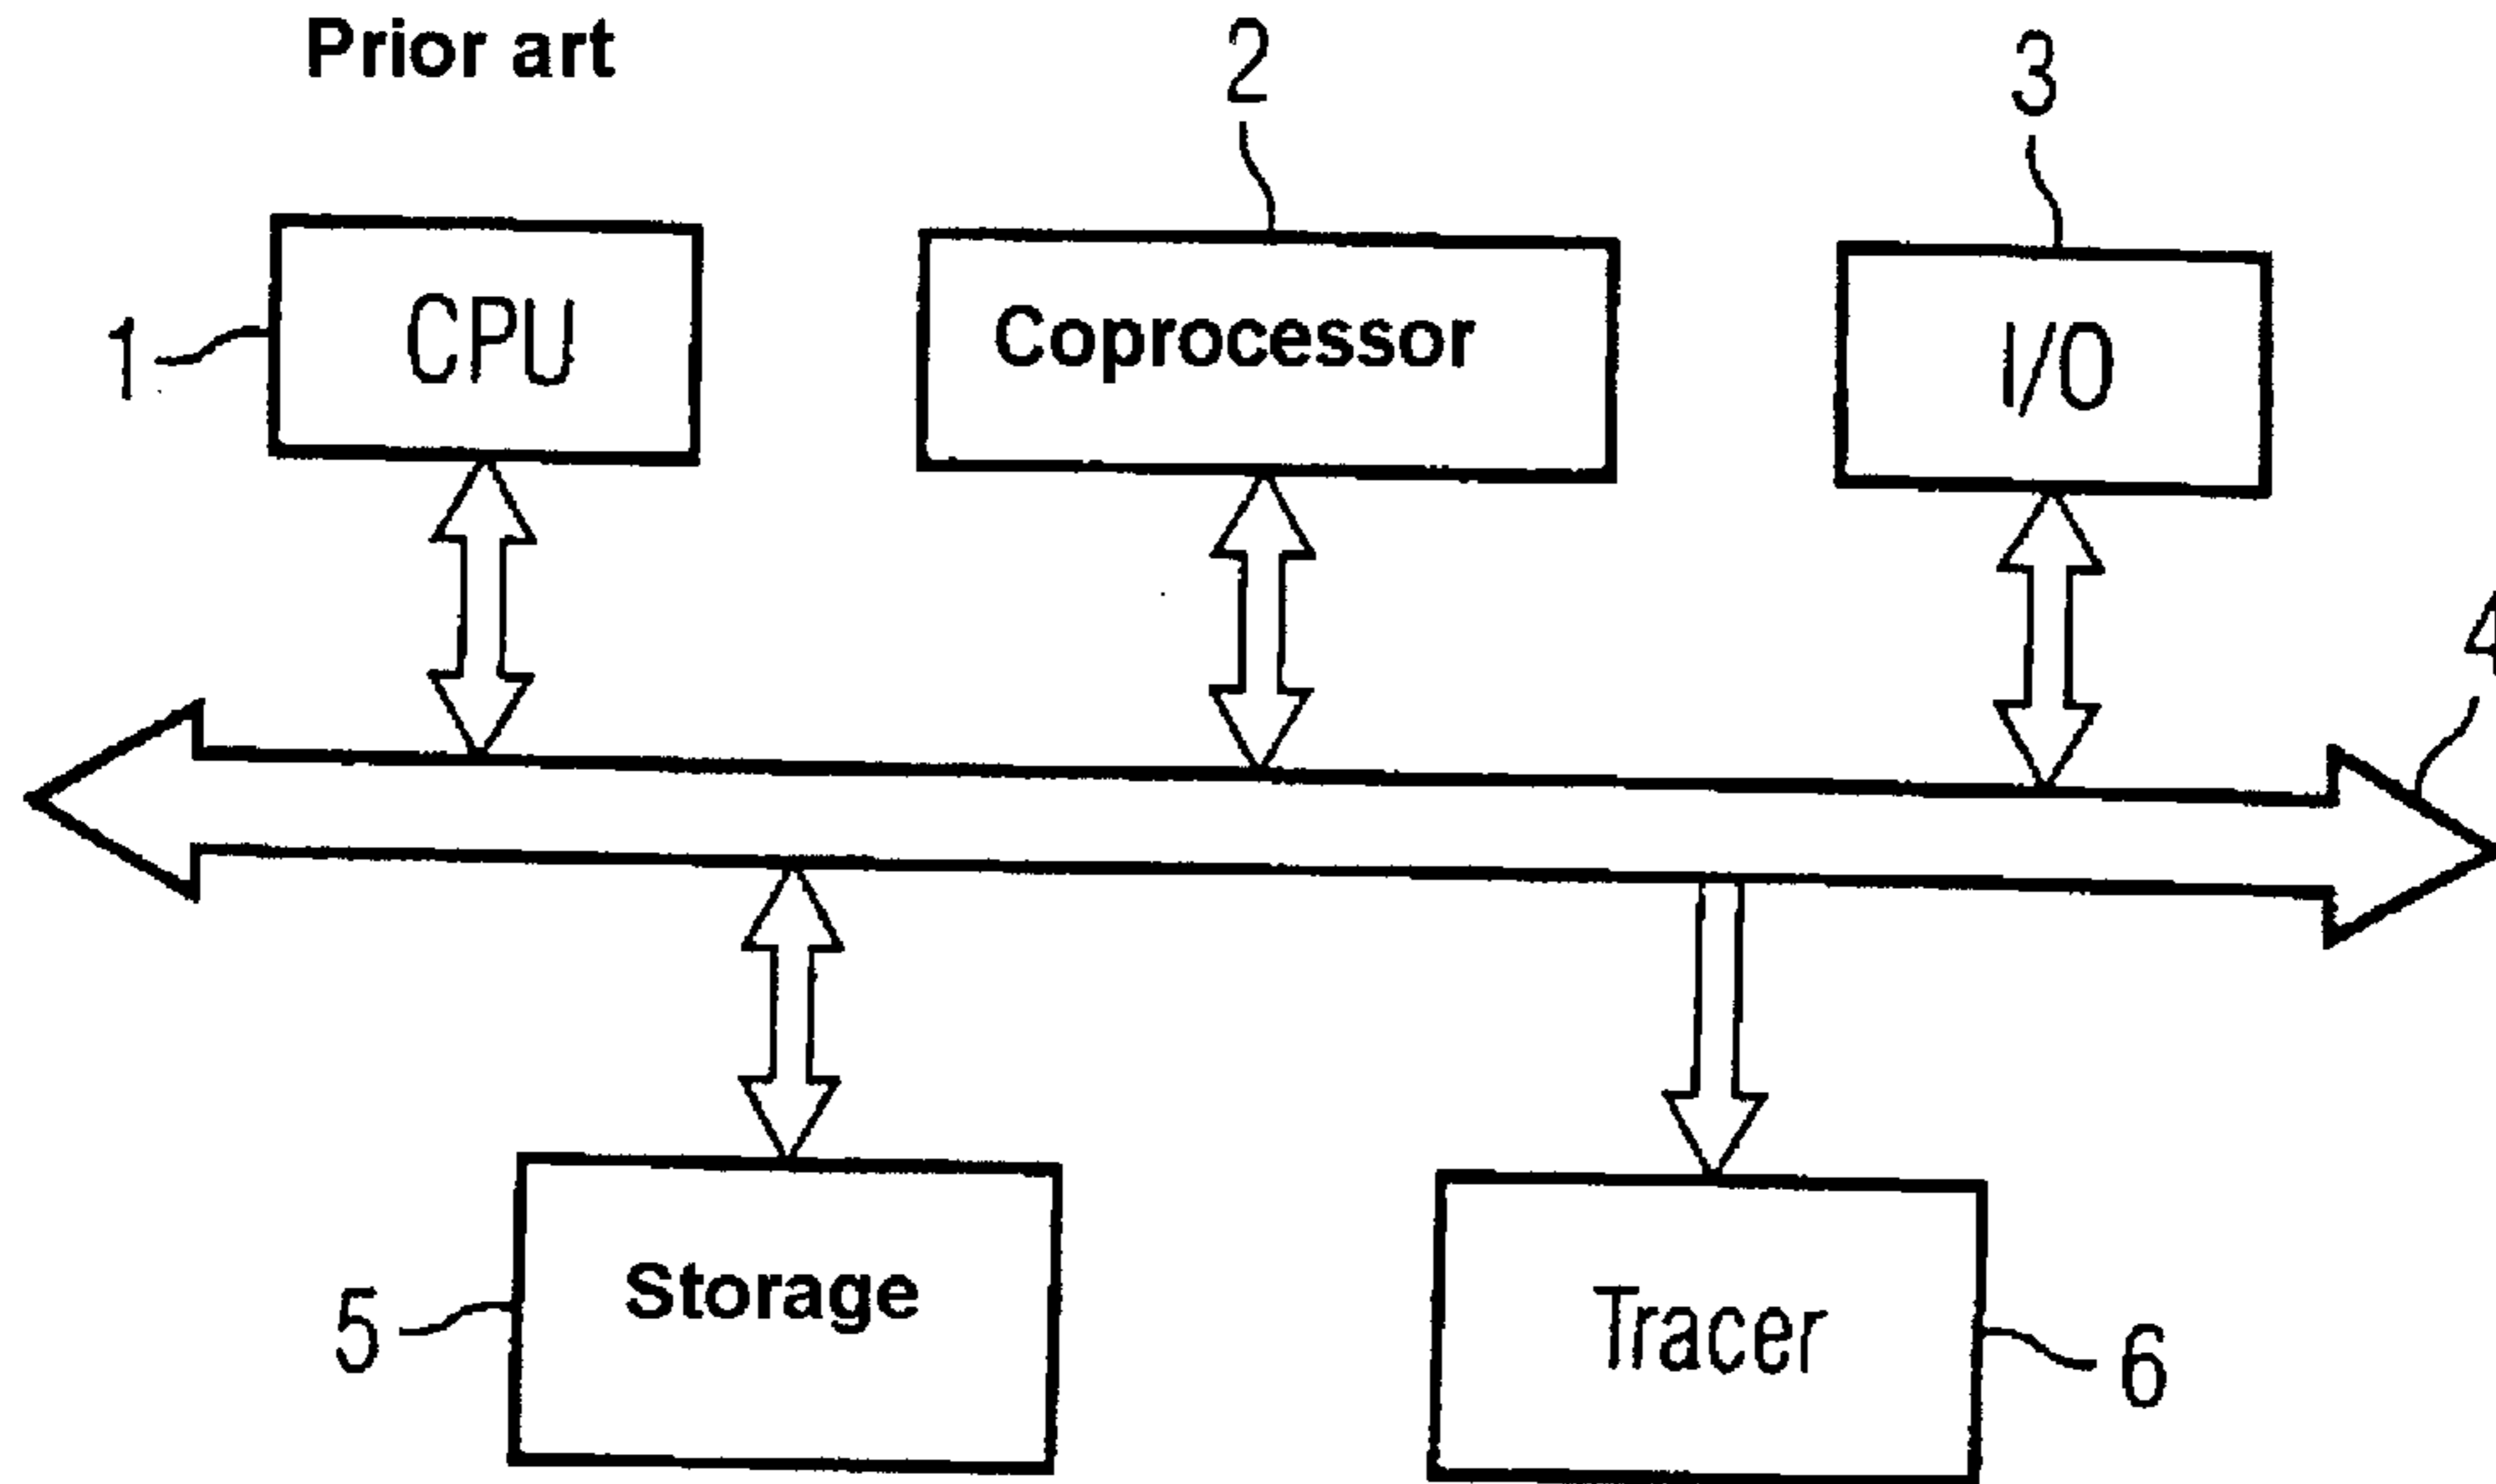 Prior art
2
3
1
CPU
Coprocessor
I/O
4
5
Storage
Tracer
6